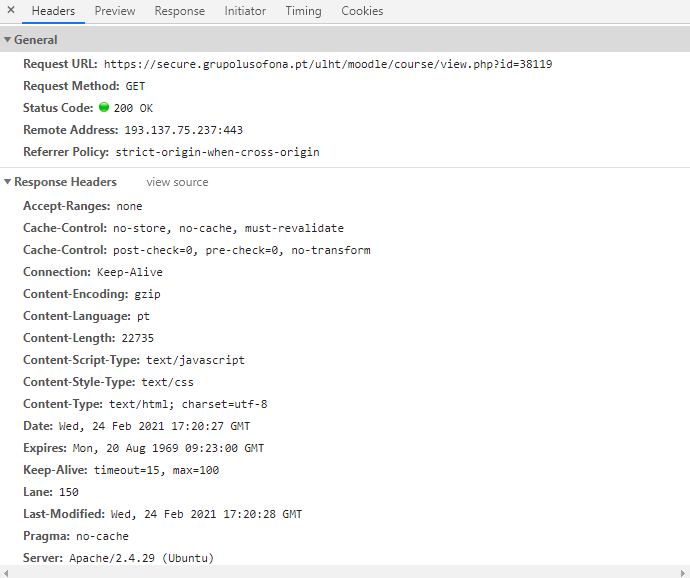 × Headers Preview Response Initiator Timing Cookies
General
Request URL: https://secure.grupolusofona.pt/ulht/moodle/course/view.php?id=38119
Request Method: GET
Status Code: 200 OK
Remote Address: 193.137.75.237:443
Referrer Policy: strict-origin-when-cross-origin
Response Headers view source
Accept-Ranges: none
Cache-Control: no-store, no-cache, must-revalidate
Cache-Control: post-check=0, pre-check=0, no-transform
Connection: Keep-Alive
Content-Encoding: gzip
Content-Language: pt
Content-Length: 22735
Content-Script-Type: text/javascript
Content-Style-Type: text/css
Content-Type: text/html; charset=utf-8
Date: Wed, 24 Feb 2021 17:20:27 GMT
Expires: Mon, 20 Aug 1969 09:23:00 GMT
Keep-Alive: timeout=15, max=100
Lane: 150
Last-Modified: Wed, 24 Feb 2021 17:20:28 GMT
Pragma: no-cache
Server: Apache/2.4.29 (Ubuntu)